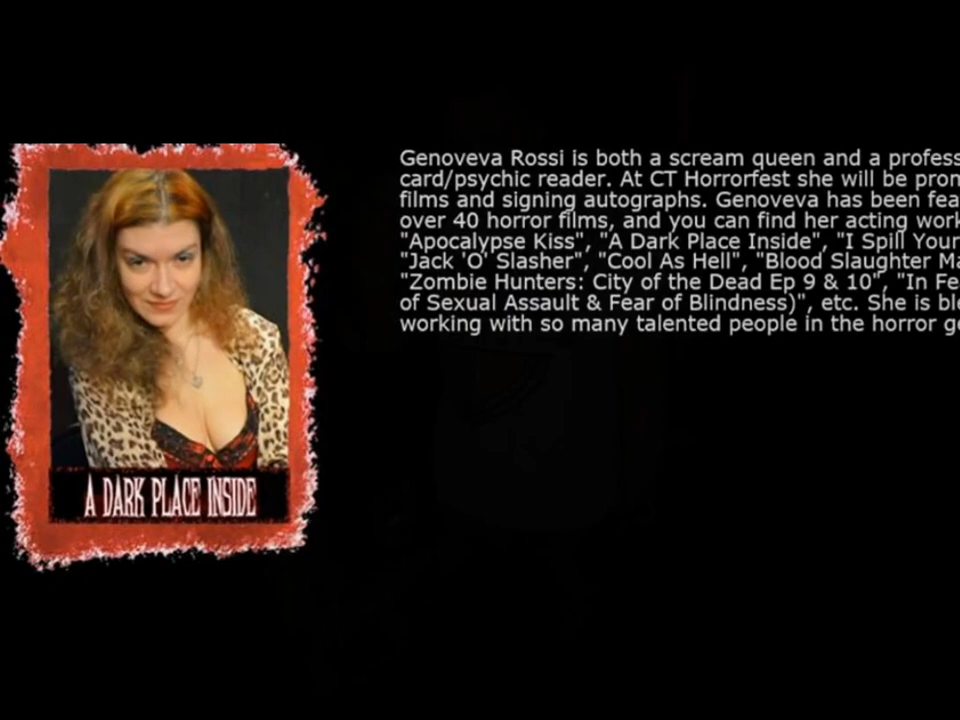 Genoveva Rossi is both a scream queen and a profess
card/psychic reader. At CT Horrorfest she will be pron
films and signing autographs. Genoveva has been fea
over 40 horror films, and you can find her acting work
"Apocalypse Kiss", "A Dark Place Inside", "I Spill Your
"Jack 'O' Slasher", "Cool As Hell", "Blood Slaughter Ma
"Zombie Hunters: City of the Dead Ep 9 & 10", "In Fe
of Sexual Assault & Fear of Blindness)", etc. She is ble
working with so many talented people in the horror ge
A DARK PLACE INSIDE